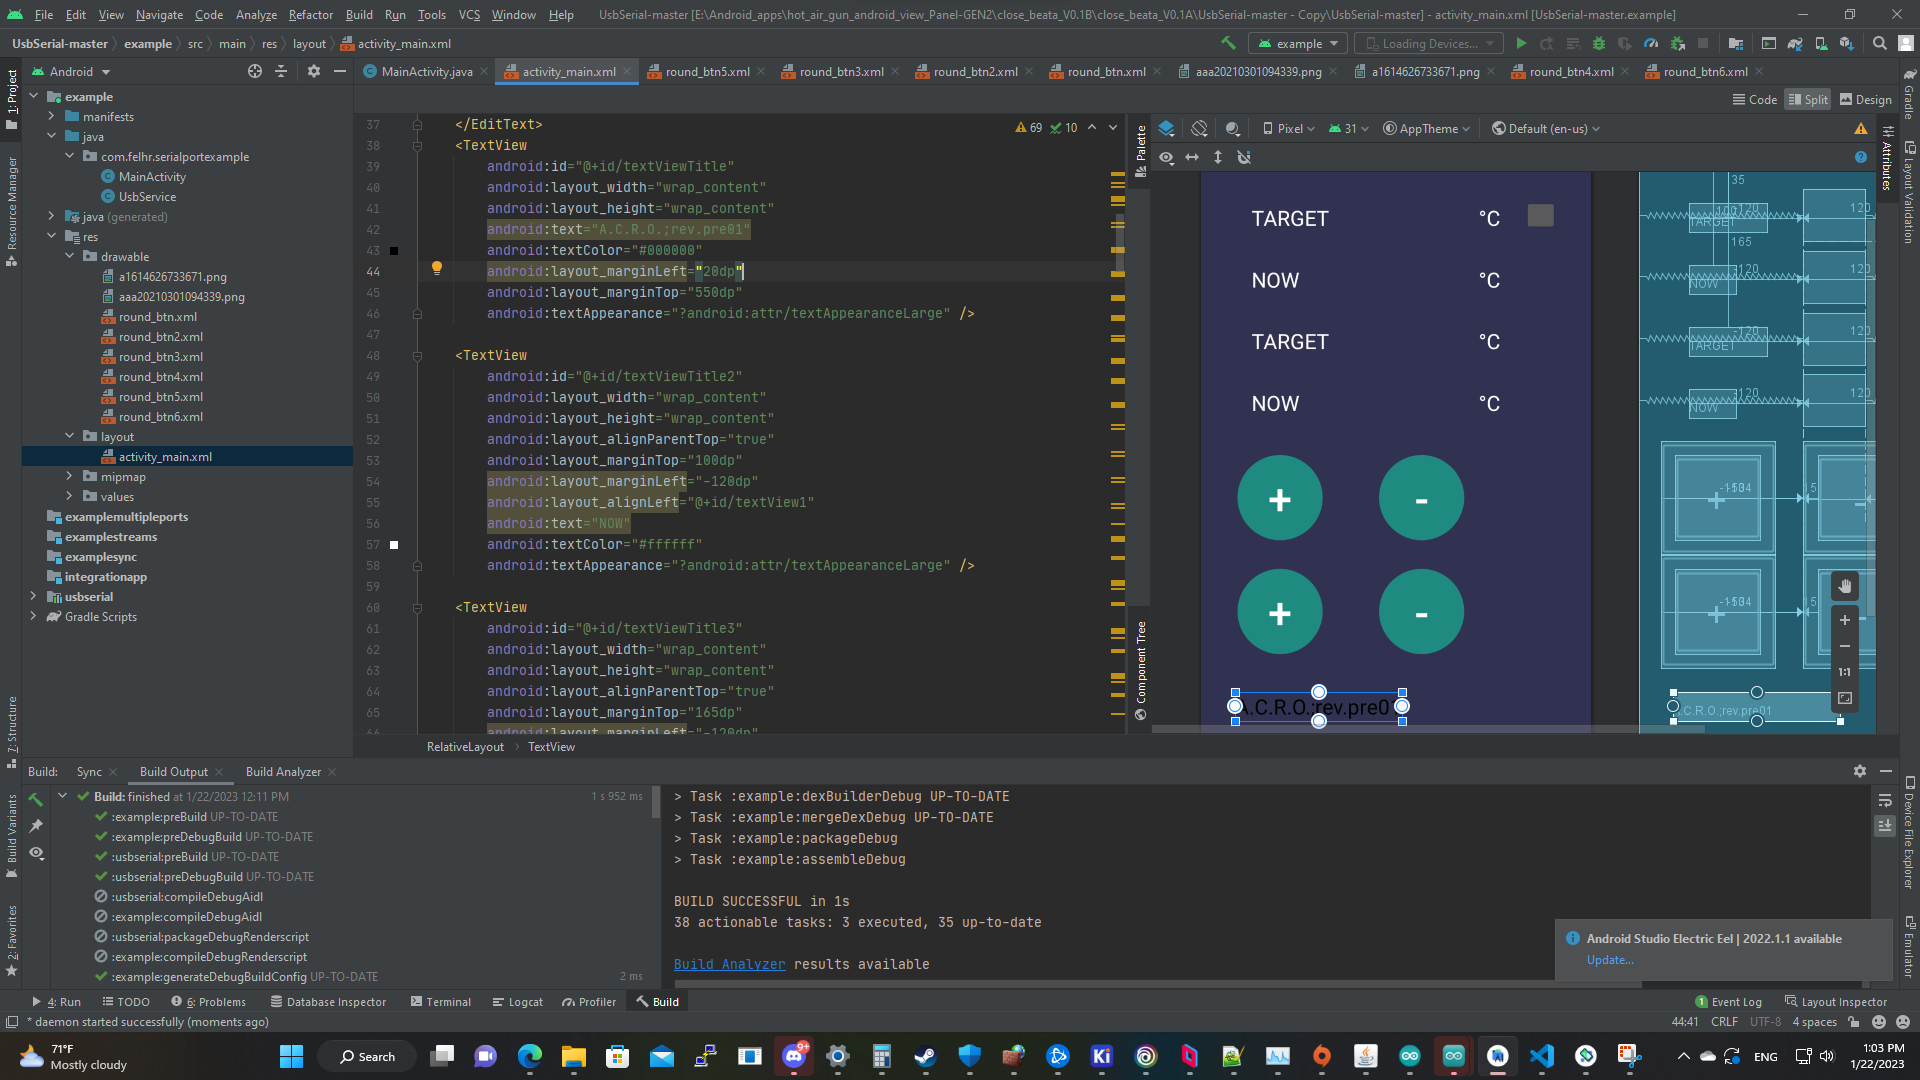 File Edit View Navigate Code Analyze Refactor Build Run Tools VCS Window Help UsbSerial-master [E:\Android_apps\hot_air_gun_android_view_Panel-GEN2\close_beata_V0.1B\close_beata_V0.1A\UsbSerial-master - Copy\UsbSerial-master] - activity_main.xml [UsbSerial-master.example]
UsbSerial-master example src main res layout activity_main.xml example Loading Devices...
Android MainActivity.java activity_main.xml round_btn5.xml round_btn3.xml round_btn2.xml round_btn.xml aaa20210301094339.png a1614626733671.png round_btn4.xml round_btn6.xml
Code Split Design
1: Project
Resource Manager
Z: Structure
Build Variants
2: Favorites
example
manifests
java
com.felhr.serialportexample
MainActivity
UsbService
java (generated)
res
drawable
a1614626733671.png
aaa20210301094339.png
round_btn.xml
round_btn2.xml
round_btn3.xml
round_btn4.xml
round_btn5.xml
round_btn6.xml
layout
activity_main.xml
mipmap
values
examplemultipleports
examplestreams
examplesync
integrationapp
usbserial
Gradle Scripts
69 10
37 </EditText>
38 <TextView
39 android:id="@+id/textViewTitle"
40 android:layout_width="wrap_content"
41 android:layout_height="wrap_content"
42 android:text="A.C.R.O.;rev.pre01"
43 android:textColor="#000000"
44 android:layout_marginLeft="20dp"
45 android:layout_marginTop="550dp"
46 android:textAppearance="?android:attr/textAppearanceLarge" />
47
48 <TextView
49 android:id="@+id/textViewTitle2"
50 android:layout_width="wrap_content"
51 android:layout_height="wrap_content"
52 android:layout_alignParentTop="true"
53 android:layout_marginTop="100dp"
54 android:layout_marginLeft="-120dp"
55 android:layout_alignLeft="@+id/textView1"
56 android:text="NOW"
57 android:textColor="#ffffff"
58 android:textAppearance="?android:attr/textAppearanceLarge" />
59
60 <TextView
61 android:id="@+id/textViewTitle3"
62 android:layout_width="wrap_content"
63 android:layout_height="wrap_content"
64 android:layout_alignParentTop="true"
65 android:layout_marginTop="165dp"
66 android:layout_marginLeft="-120dp"
RelativeLayout TextView
Palette
Component Tree
Pixel 31 AppTheme Default (en-us)
TARGET °C
NOW °C
TARGET °C
NOW °C
+ -
+ -
A.C.R.O.;rev.pre0
35
-120 120
TARGET
165
-120 120
NOW
-120 120
TARGET
-120 120
NOW
1:1
A.C.R.O.;rev.pre01
Attributes
Gradle
Layout Validation
Device File Explorer
Emulator
Build: Sync Build Output Build Analyzer
Build: finished at 1/22/2023 12:11 PM 1 s 952 ms
:example:preBuild UP-TO-DATE
:example:preDebugBuild UP-TO-DATE
:usbserial:preBuild UP-TO-DATE
:usbserial:preDebugBuild UP-TO-DATE
:usbserial:compileDebugAidl
:example:compileDebugAidl
:usbserial:packageDebugRenderscript
:example:compileDebugRenderscript
:example:generateDebugBuildConfig UP-TO-DATE 2 ms
> Task :example:dexBuilderDebug UP-TO-DATE
> Task :example:mergeDexDebug UP-TO-DATE
> Task :example:packageDebug
> Task :example:assembleDebug
BUILD SUCCESSFUL in 1s
38 actionable tasks: 3 executed, 35 up-to-date
Build Analyzer results available
Android Studio Electric Eel | 2022.1.1 available
Update...
4: Run TODO 6: Problems Database Inspector Terminal Logcat Profiler Build 1 Event Log Layout Inspector
* daemon started successfully (moments ago) 44:41 CRLF UTF-8 4 spaces
71°F
Mostly cloudy
Search
9+
Ki
ENG
1:03 PM
1/22/2023